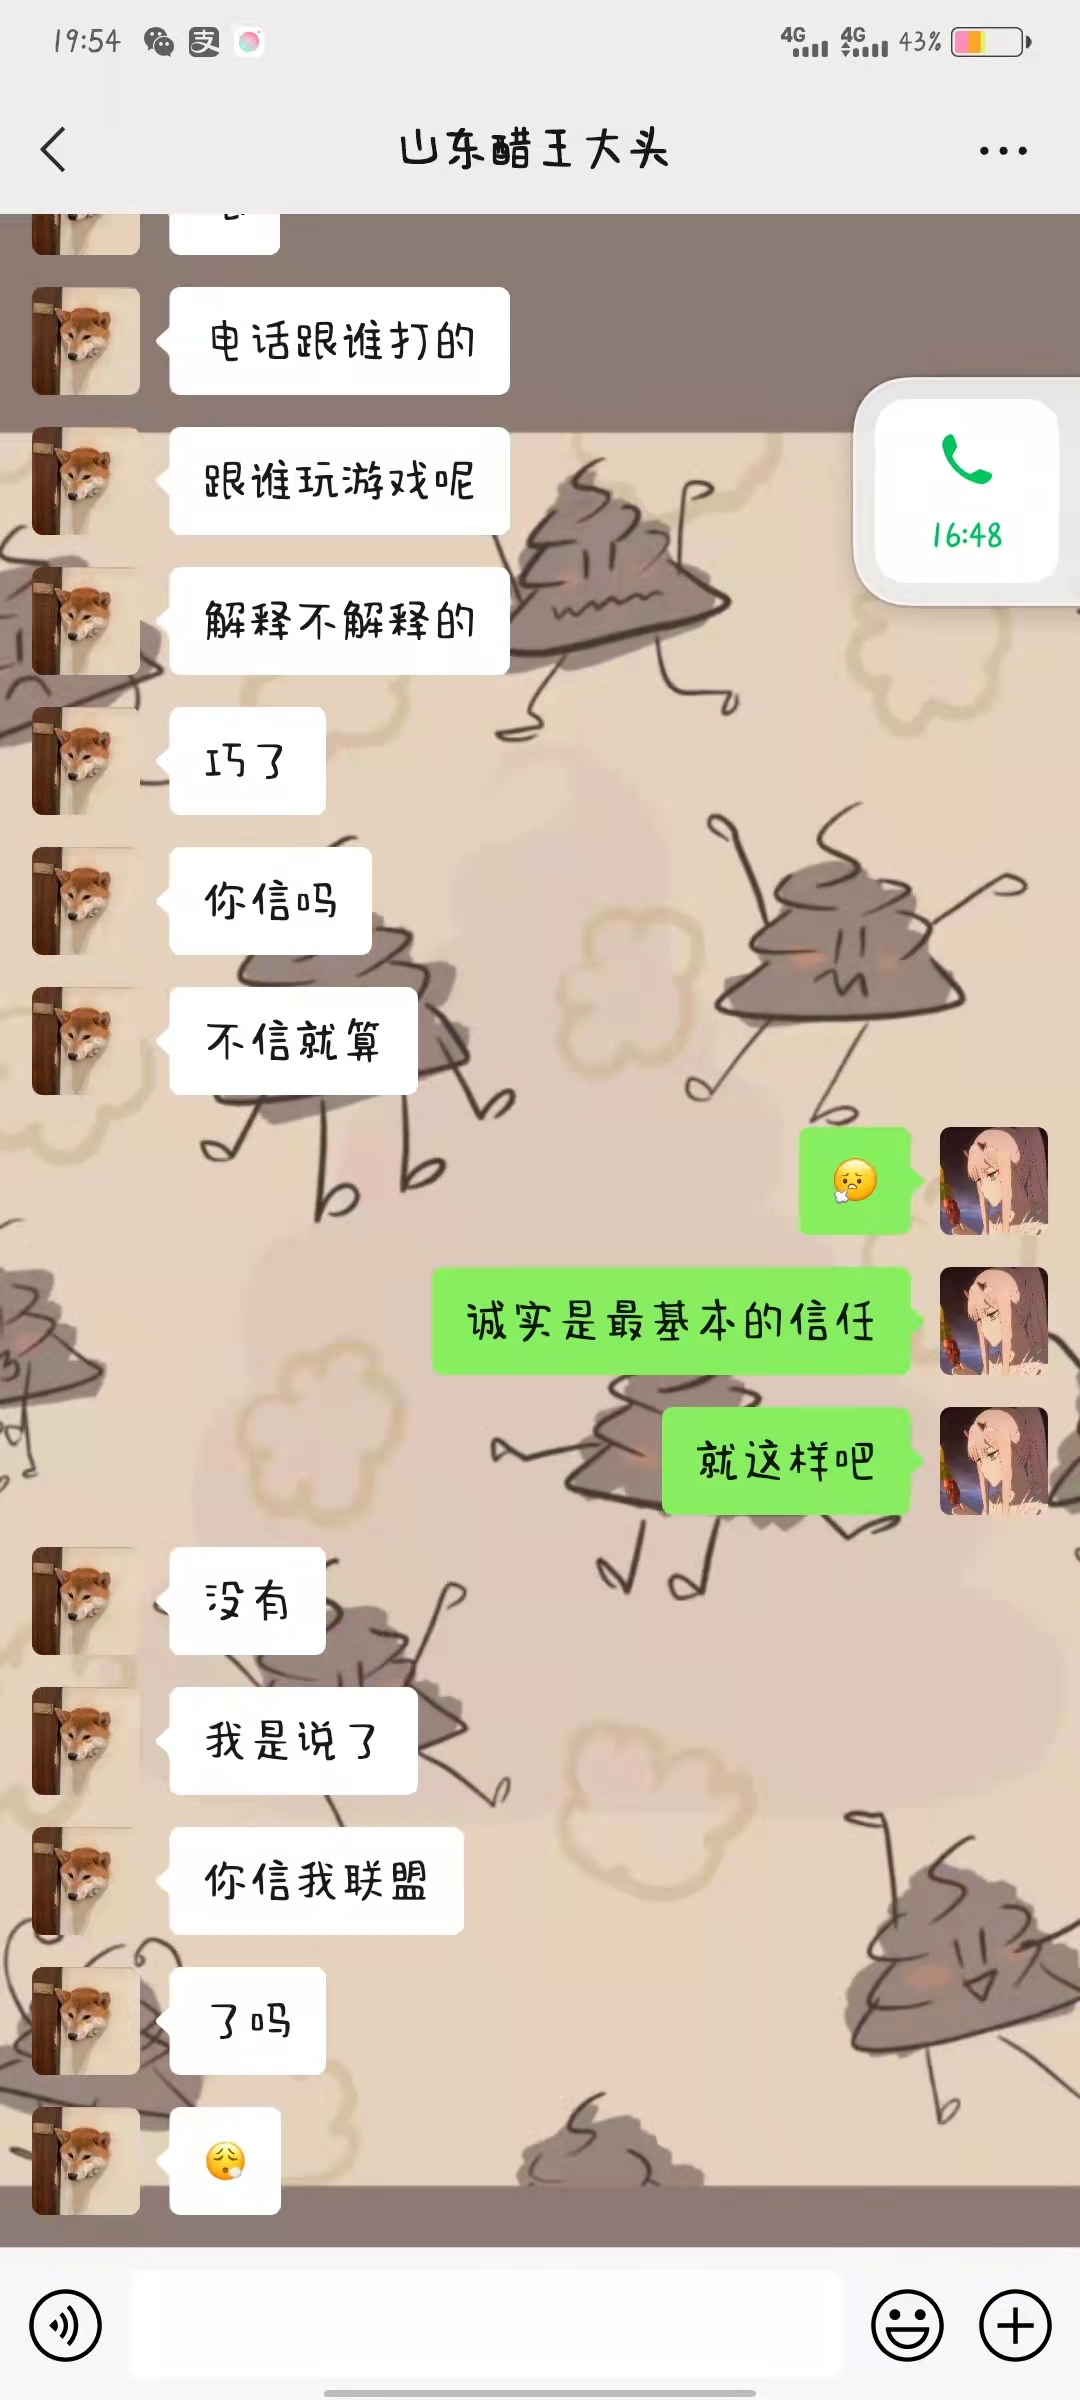 19:54
支
4G
4G
43%
山东醋王大头
电话跟谁打的
跟谁玩游戏呢
16:48
解释不解释的
巧了
你信吗
不信就算
诚实是最基本的信任
就这样吧
没有
我是说了
你信我联盟
了吗